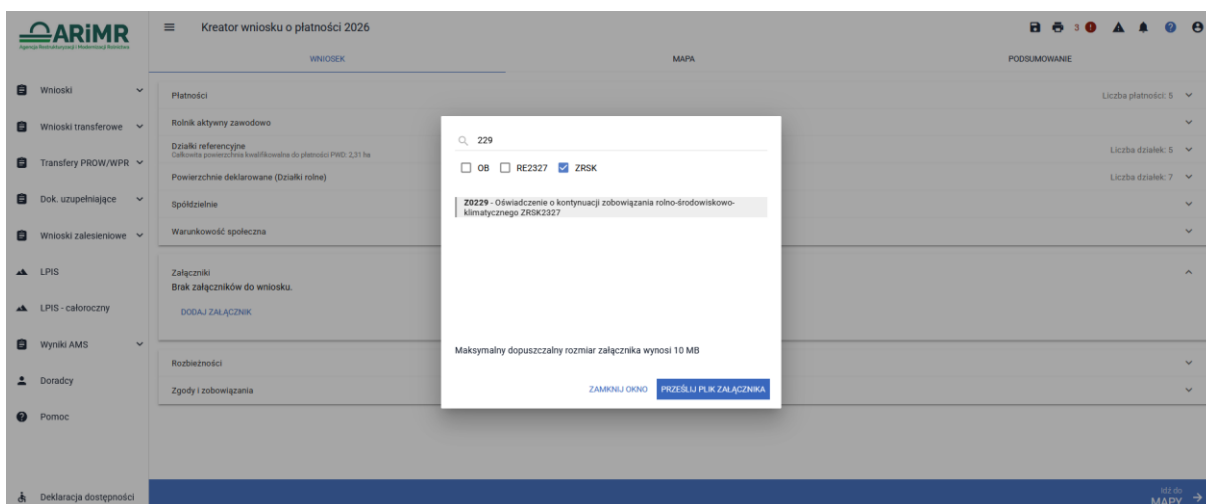 ARiMR
Agencja Restrukturyzacji i Modernizacji Rolnictwa
Kreator wniosku o płatności 2026
3
WNIOSEK
MAPA
PODSUMOWANIE
Wnioski
Wnioski transferowe
Transfery PROW/WPR
Dok. uzupełniające
Wnioski zalesieniowe
LPIS
LPIS - całoroczny
Wyniki AMS
Doradcy
Pomoc
Deklaracja dostępności
Płatności
Liczba płatności: 5
Rolnik aktywny zawodowo
Działki referencyjne
Całkowita powierzchnia kwalifikowalna do płatności PWD: 2,31 ha
Liczba działek: 5
Powierzchnie deklarowane (Działki rolne)
Liczba działek: 7
Spółdzielnie
Warunkowość społeczna
Załączniki
Brak załączników do wniosku.
DODAJ ZAŁĄCZNIK
Rozbieżności
Zgody i zobowiązania
229
OB RE2327 ZRSK
Z0229 - Oświadczenie o kontynuacji zobowiązania rolno-środowiskowo-
klimatycznego ZRSK2327
Maksymalny dopuszczalny rozmiar załącznika wynosi 10 MB
ZAMKNIJ OKNO
PRZEŚLIJ PLIK ZAŁĄCZNIKA
Idź do
MAPY